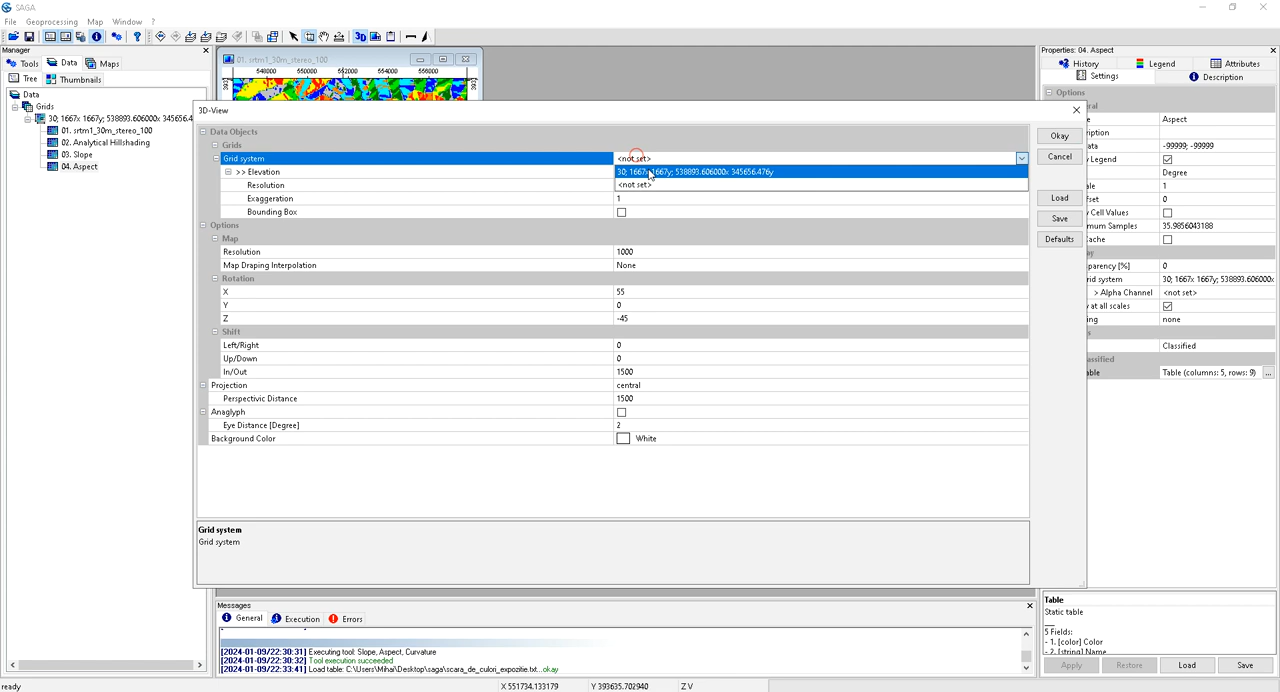 SAGA
File Geoprocessing Map Window ?
3D
Manager
Tools Data Maps
Tree Thumbnails
Data
Grids
30; 1667x 1667y; 538893.606000x 345656.4
01. srtm1_30m_stereo_100
02. Analytical Hillshading
03. Slope
04. Aspect
01. srtm1_30m_stereo_100
540000 548000 552000 554000 556000
3D-View
Data Objects
Grids
Grid system <not set>
>> Elevation 30; 1667x 1667y; 538893.606000x 345656.476y
Resolution <not set>
Exaggeration 1
Bounding Box
Options
Map
Resolution 1000
Map Draping Interpolation None
Rotation
X 55
Y 0
Z -45
Shift
Left/Right 0
Up/Down 0
In/Out 1500
Projection central
Perspectivic Distance 1500
Anaglyph
Eye Distance [Degree] 2
Background Color White
Grid system
Grid system
Okay
Cancel
Load
Save
Defaults
Properties: 04. Aspect
History Legend Attributes
Settings Description
Options
Aspect
-99999; -99999
Legend
Degree
1
0
Cell Values
Samples 35.9856043188
[%] 0
30; 1667x 1667y; 538893.606000x
> Alpha Channel <not set>
at all scales
none
Classified
Table (columns: 5, rows: 9) ...
Table
Static table
5 Fields:
- 1. [color] Color
- 2. [string] Name
Apply Restore Load Save
Messages
General Execution Errors
[2024-01-09/22:30:31] Executing tool: Slope, Aspect, Curvature
[2024-01-09/22:30:32] Tool execution succeeded
[2024-01-09/22:33:41] Load table: C:\Users\Mihai\Desktop\saga\scara_de_culori_expozitie.txt...okay
ready X 551734.133179 Y 393635.702940 Z V